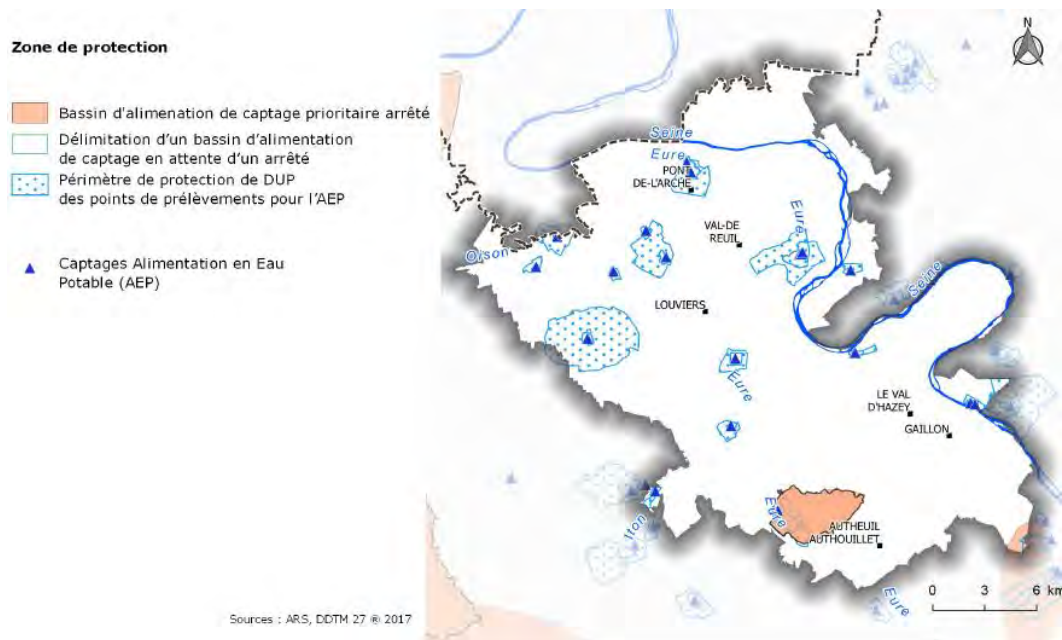 Zone de protection
Bassin d'alimenation de captage prioritaire arrêté
Délimitation d'un bassin d'alimentation
de captage en attente d'un arrêté
Périmètre de protection de DUP
des points de prélèvements pour l'AEP
Captages Alimentation en Eau
Potable (AEP)
Sources : ARS, DDTM 27 ® 2017
N
Seine
Eure
PONT
DE-L'ARCHE
VAL-DE
REUIL
Eure
Oison
LOUVIERS
Seine
Eure
LE VAL
D'HAZEY
GAILLON
Iton
Eure
AUTHEUIL
AUTHOUILLET
Eure
0 3 6 km